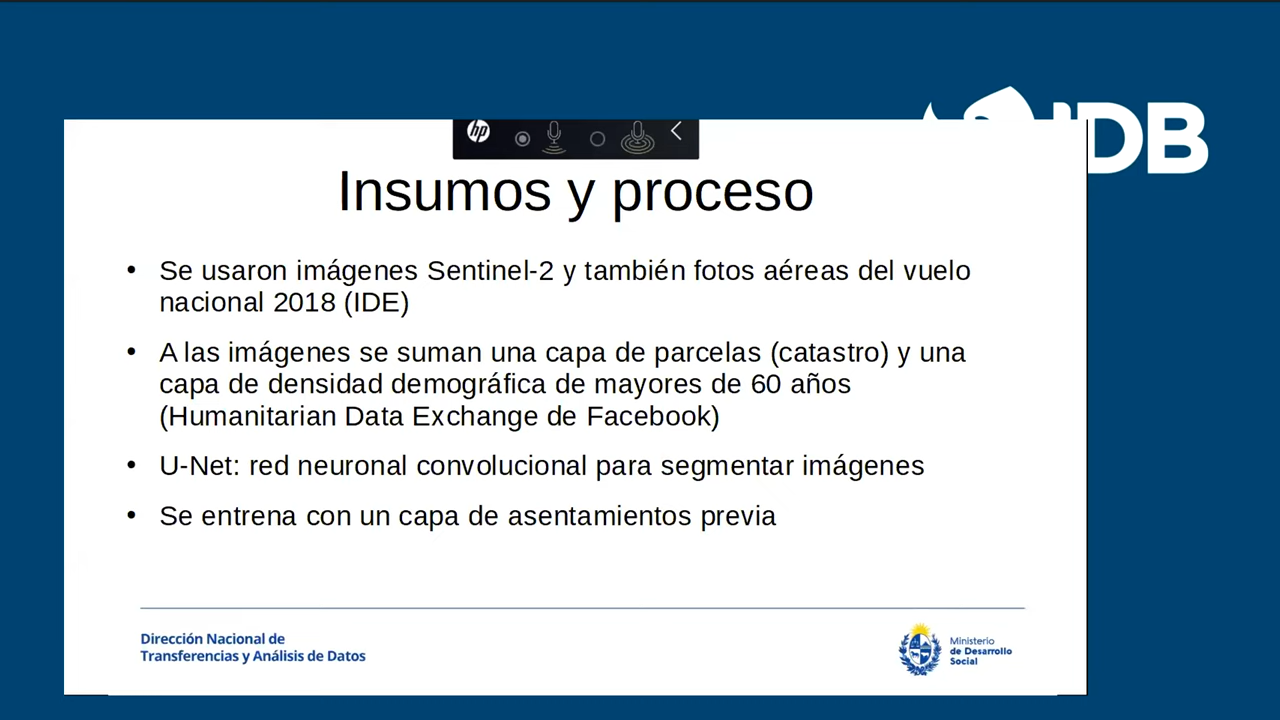 IDB
hp
Insumos y proceso
• Se usaron imágenes Sentinel-2 y también fotos aéreas del vuelo
nacional 2018 (IDE)
• A las imágenes se suman una capa de parcelas (catastro) y una
capa de densidad demográfica de mayores de 60 años
(Humanitarian Data Exchange de Facebook)
• U-Net: red neuronal convolucional para segmentar imágenes
• Se entrena con un capa de asentamientos previa
Dirección Nacional de
Transferencias y Análisis de Datos
Ministerio
de Desarrollo
Social